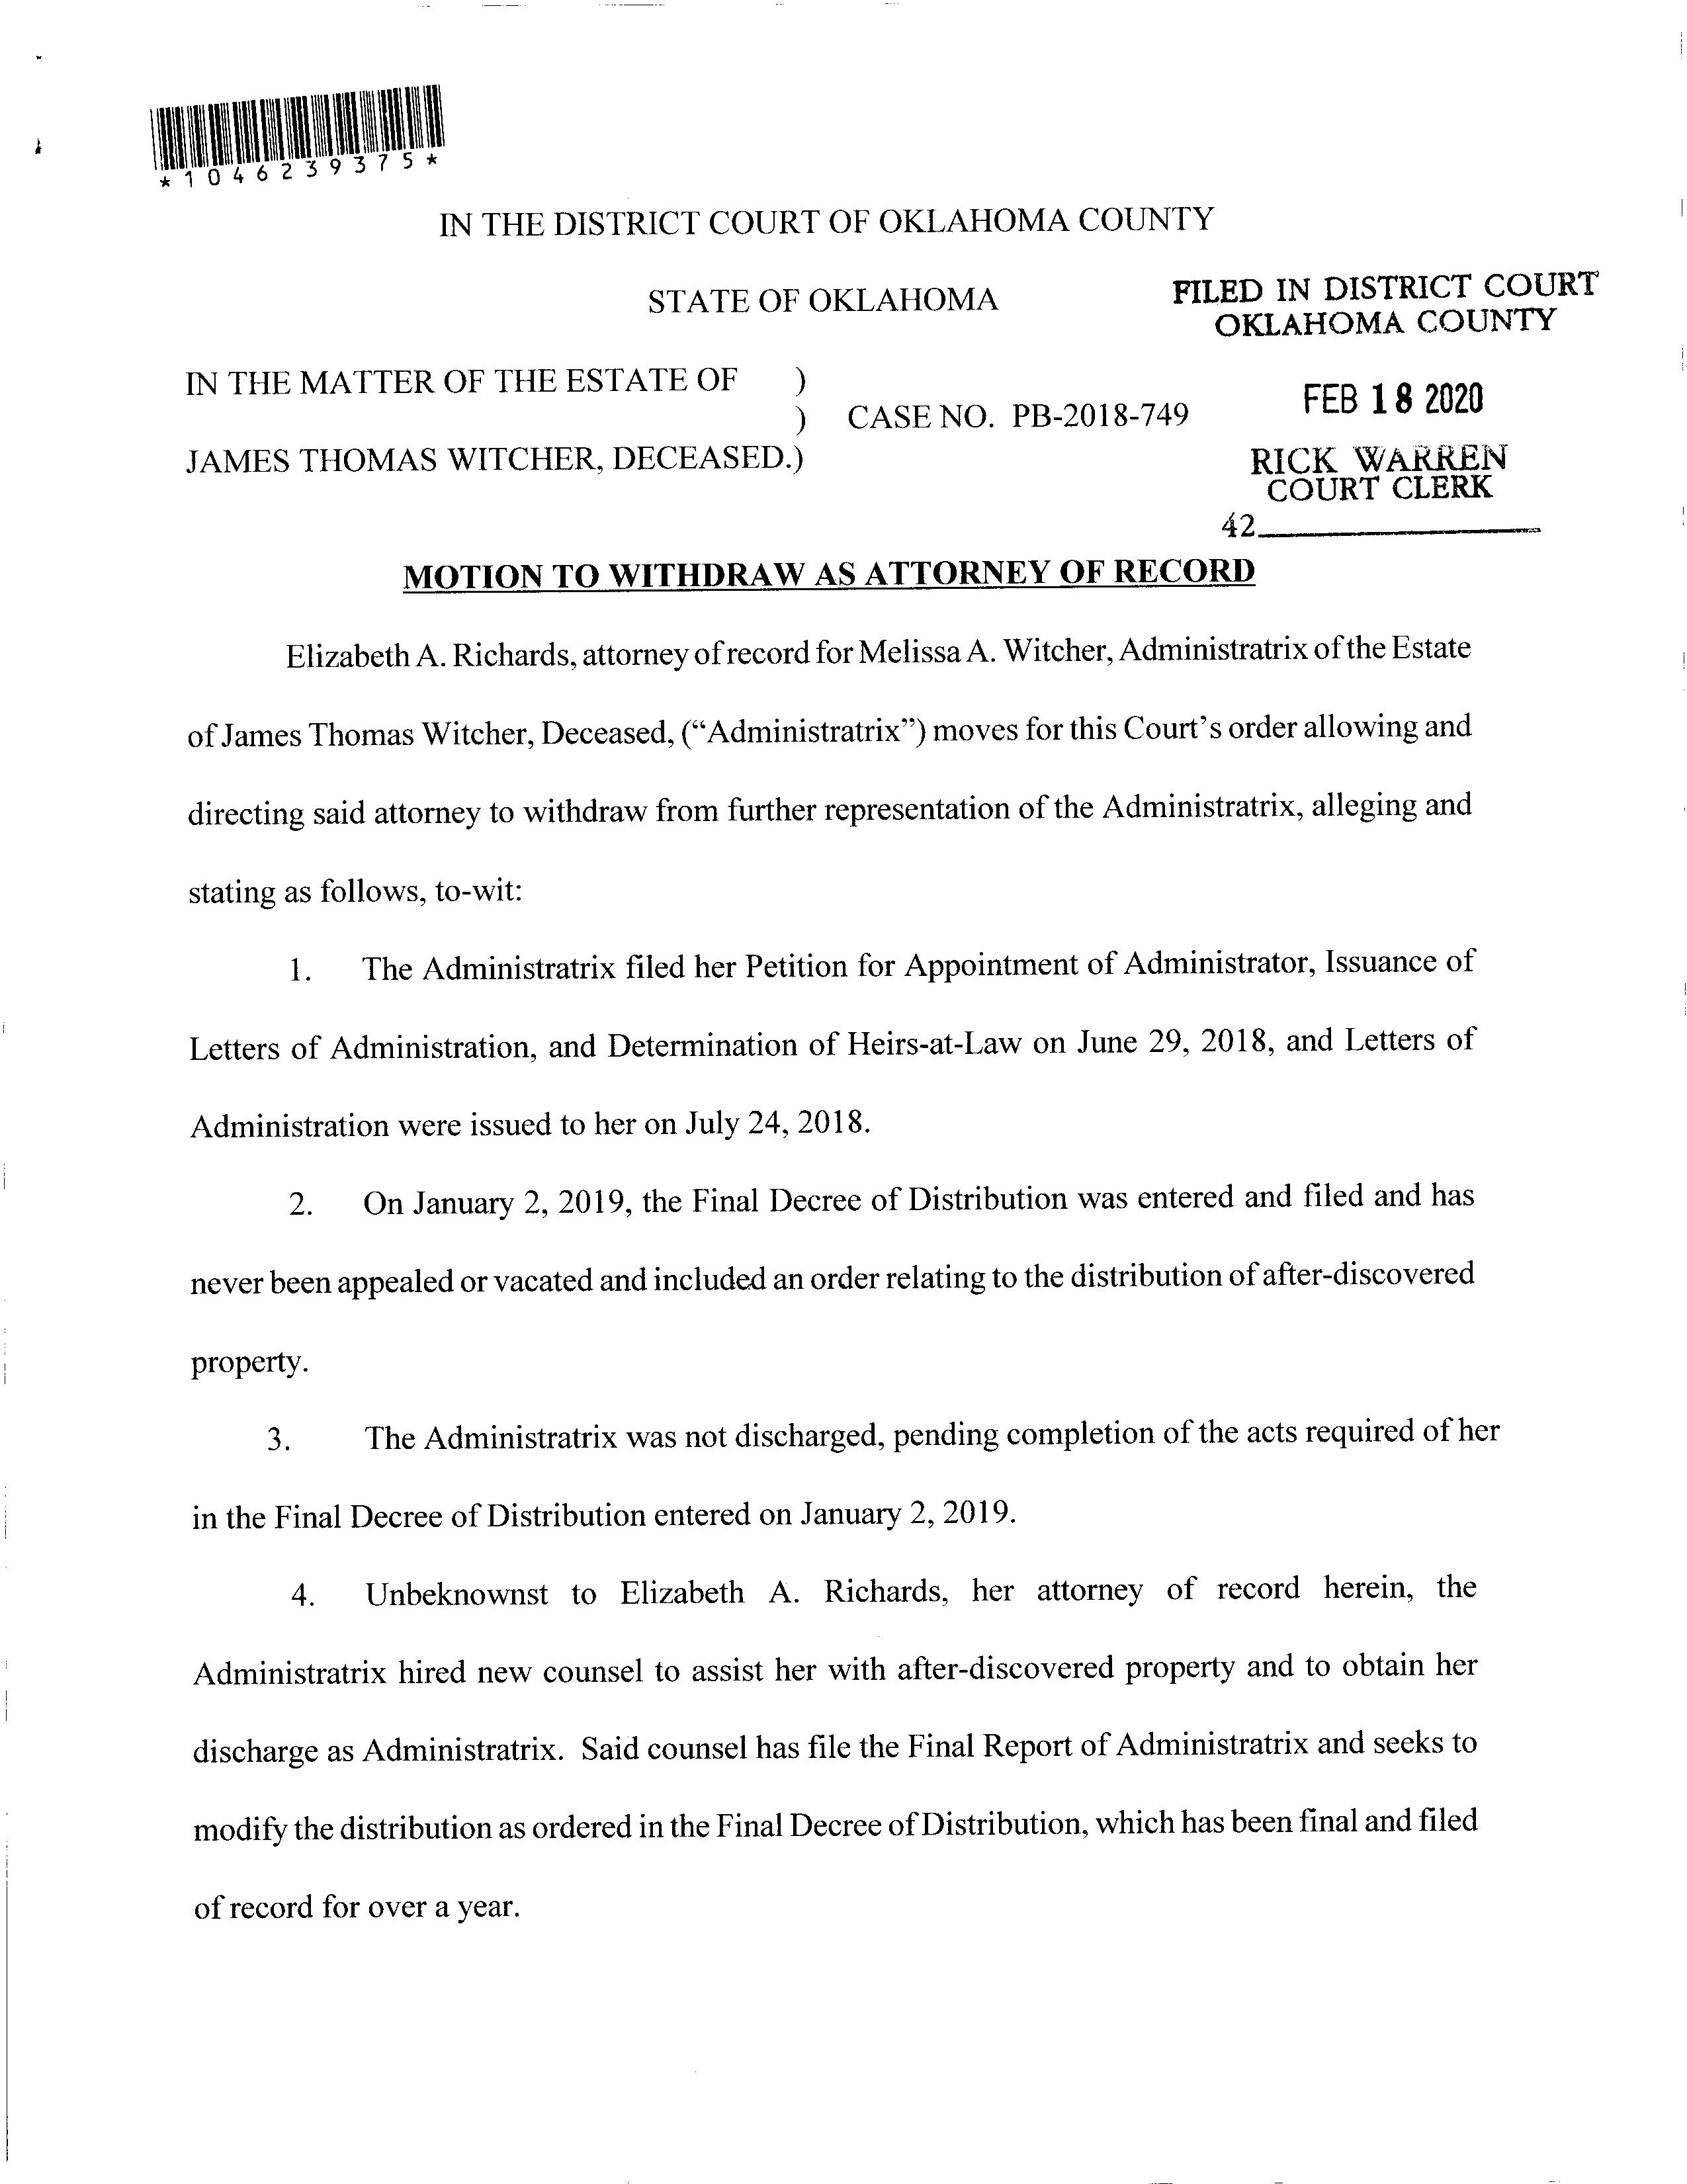 *1046239375*
IN THE DISTRICT COURT OF OKLAHOMA COUNTY
STATE OF OKLAHOMA
FILED IN DISTRICT COURT
OKLAHOMA COUNTY
IN THE MATTER OF THE ESTATE OF )
) CASE NO. PB-2018-749
FEB 18 2020
JAMES THOMAS WITCHER, DECEASED.)
RICK WARREN
COURT CLERK
42
MOTION TO WITHDRAW AS ATTORNEY OF RECORD
Elizabeth A. Richards, attorney of record for Melissa A. Witcher, Administratrix of the Estate
of James Thomas Witcher, Deceased, (“Administratrix”) moves for this Court’s order allowing and
directing said attorney to withdraw from further representation of the Administratrix, alleging and
stating as follows, to-wit:
1. The Administratrix filed her Petition for Appointment of Administrator, Issuance of
Letters of Administration, and Determination of Heirs-at-Law on June 29, 2018, and Letters of
Administration were issued to her on July 24, 2018.
2. On January 2, 2019, the Final Decree of Distribution was entered and filed and has
never been appealed or vacated and included an order relating to the distribution of after-discovered
property.
3. The Administratrix was not discharged, pending completion of the acts required of her
in the Final Decree of Distribution entered on January 2, 2019.
4. Unbeknownst to Elizabeth A. Richards, her attorney of record herein, the
Administratrix hired new counsel to assist her with after-discovered property and to obtain her
discharge as Administratrix. Said counsel has file the Final Report of Administratrix and seeks to
modify the distribution as ordered in the Final Decree of Distribution, which has been final and filed
of record for over a year.